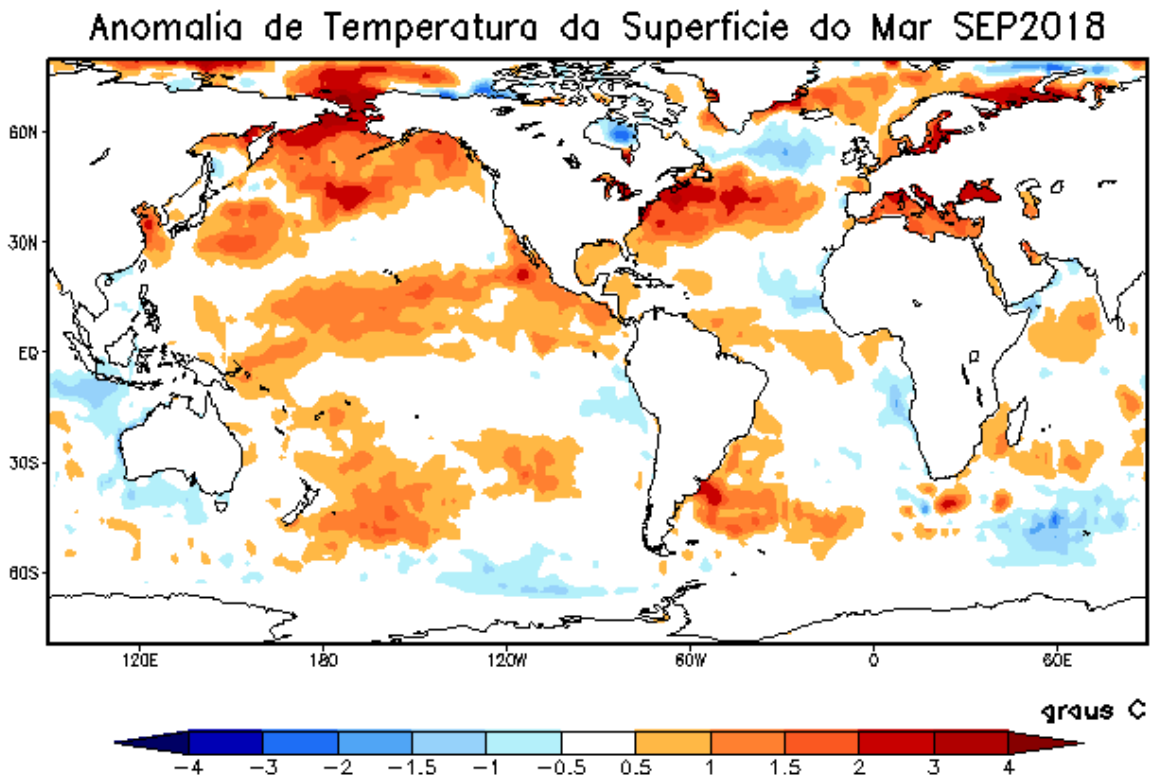 Anomalia de Temperatura da Superficie do Mar SEP2018
60N
30N
EQ
30S
60S
120E 180 120W 60W 0 60E
graus C
−4 −3 −2 −1.5 −1 −0.5 0.5 1 1.5 2 3 4